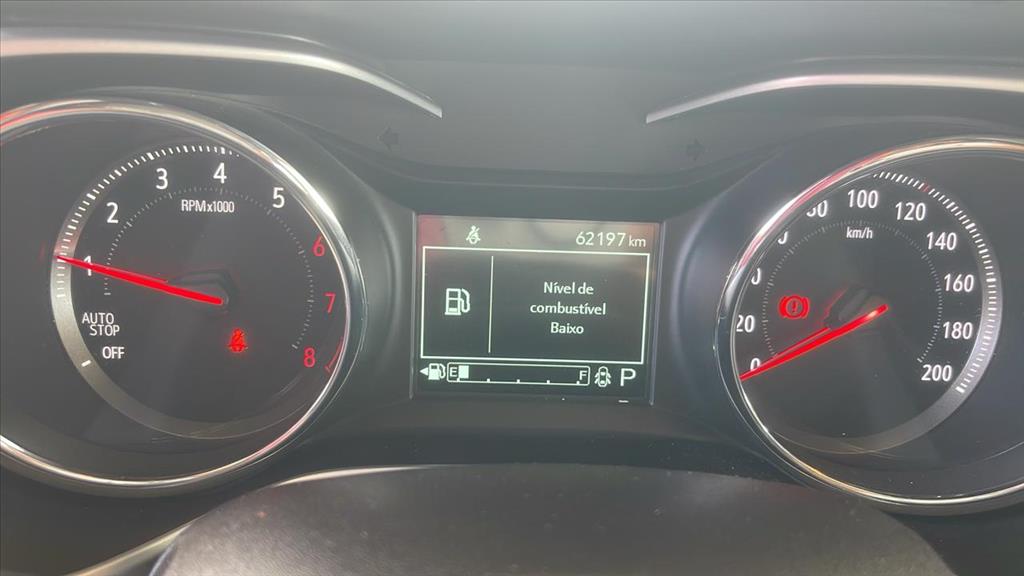 1
2
3
4
5
6
7
8
RPMx1000
AUTO
STOP
OFF
62197 km
Nível de
combustível
Baixo
E
F
P
0
20
100
120
140
160
180
200
km/h